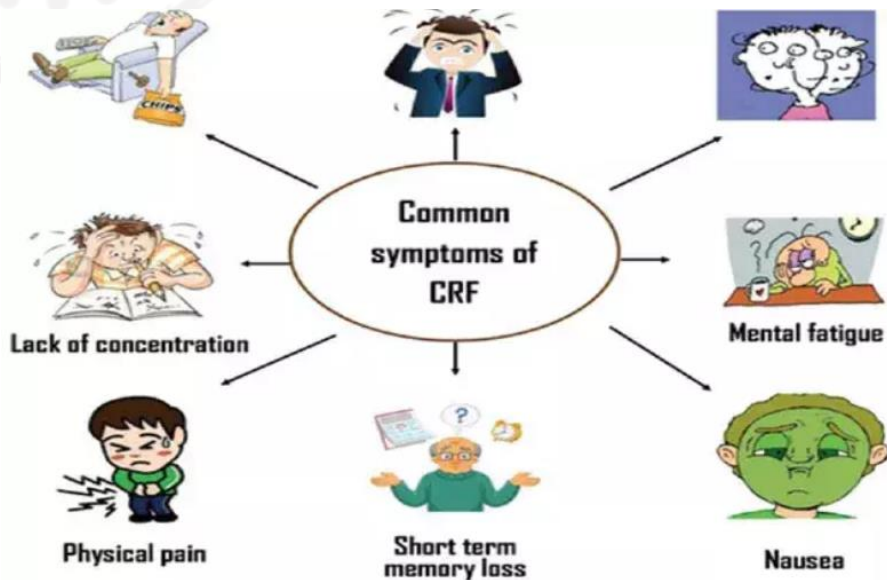 CHIPS
Common
symptoms of
CRF
Lack of concentration
Mental fatigue
?
Physical pain
Short term
memory loss
Nausea